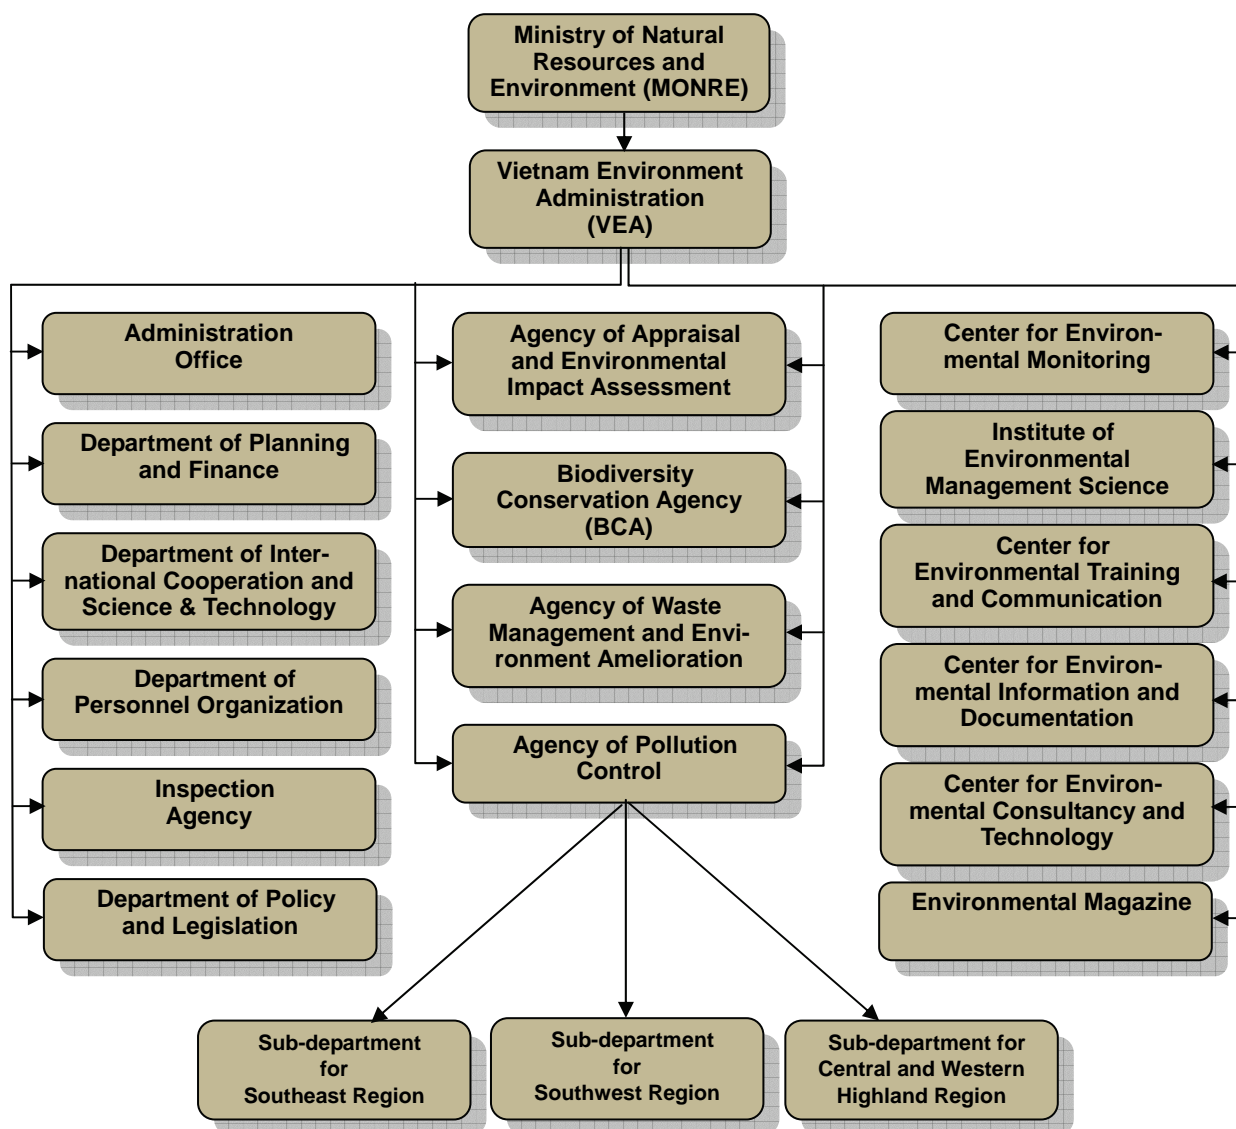 Ministry of Natural
Resources and
Environment (MONRE)
Vietnam Environment
Administration
(VEA)
Administration
Office
Department of Planning
and Finance
Department of Inter-
national Cooperation and
Science & Technology
Department of
Personnel Organization
Inspection
Agency
Department of Policy
and Legislation
Agency of Appraisal
and Environmental
Impact Assessment
Biodiversity
Conservation Agency
(BCA)
Agency of Waste
Management and Envi-
ronment Amelioration
Agency of Pollution
Control
Center for Environ-
mental Monitoring
Institute of
Environmental
Management Science
Center for
Environmental Training
and Communication
Center for Environ-
mental Information and
Documentation
Center for Environ-
mental Consultancy and
Technology
Environmental Magazine
Sub-department
for
Southeast Region
Sub-department
for
Southwest Region
Sub-department for
Central and Western
Highland Region